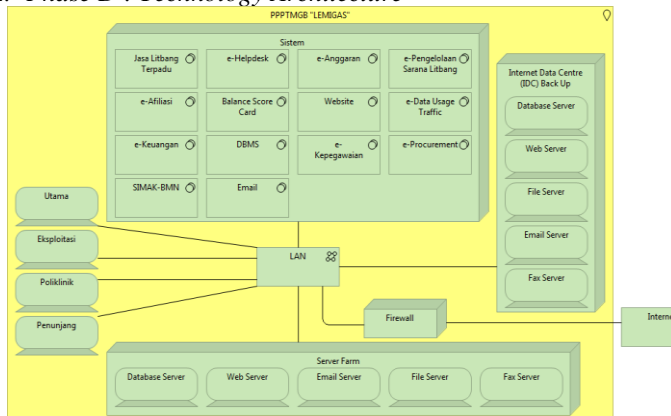 Phase D : Technology Architecture
PPPTMGB "LEMIGAS"
Sistem
Jasa Litbang
Terpadu
e-Helpdesk
e-Anggaran
e-Pengelolaan
Sarana Litbang
e-Afiliasi
Balance Score
Card
Website
e-Data Usage
Traffic
e-Keuangan
DBMS
e-
Kepegawaian
e-Procurement
SIMAK-BMN
Email
Internet Data Centre
(IDC) Back Up
Database Server
Web Server
File Server
Email Server
Fax Server
Utama
Eksploitasi
Poliklinik
Penunjang
LAN
Firewall
Interne
Server Farm
Database Server
Web Server
Email Server
File Server
Fax Server